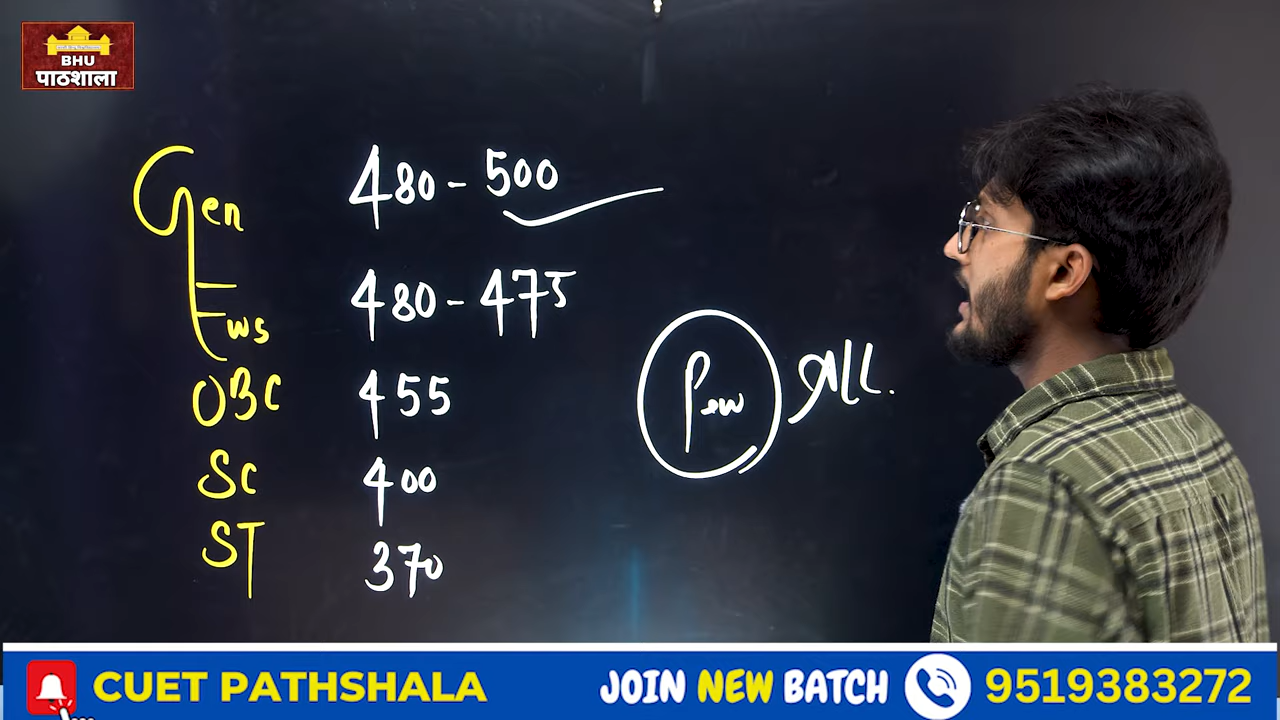 BHU
पाठशाला
Gen 480 - 500
Ews 480 - 475
OBC 455
SC 400
ST 370
All.
CUET PATHSHALA
JOIN NEW BATCH 9519383272